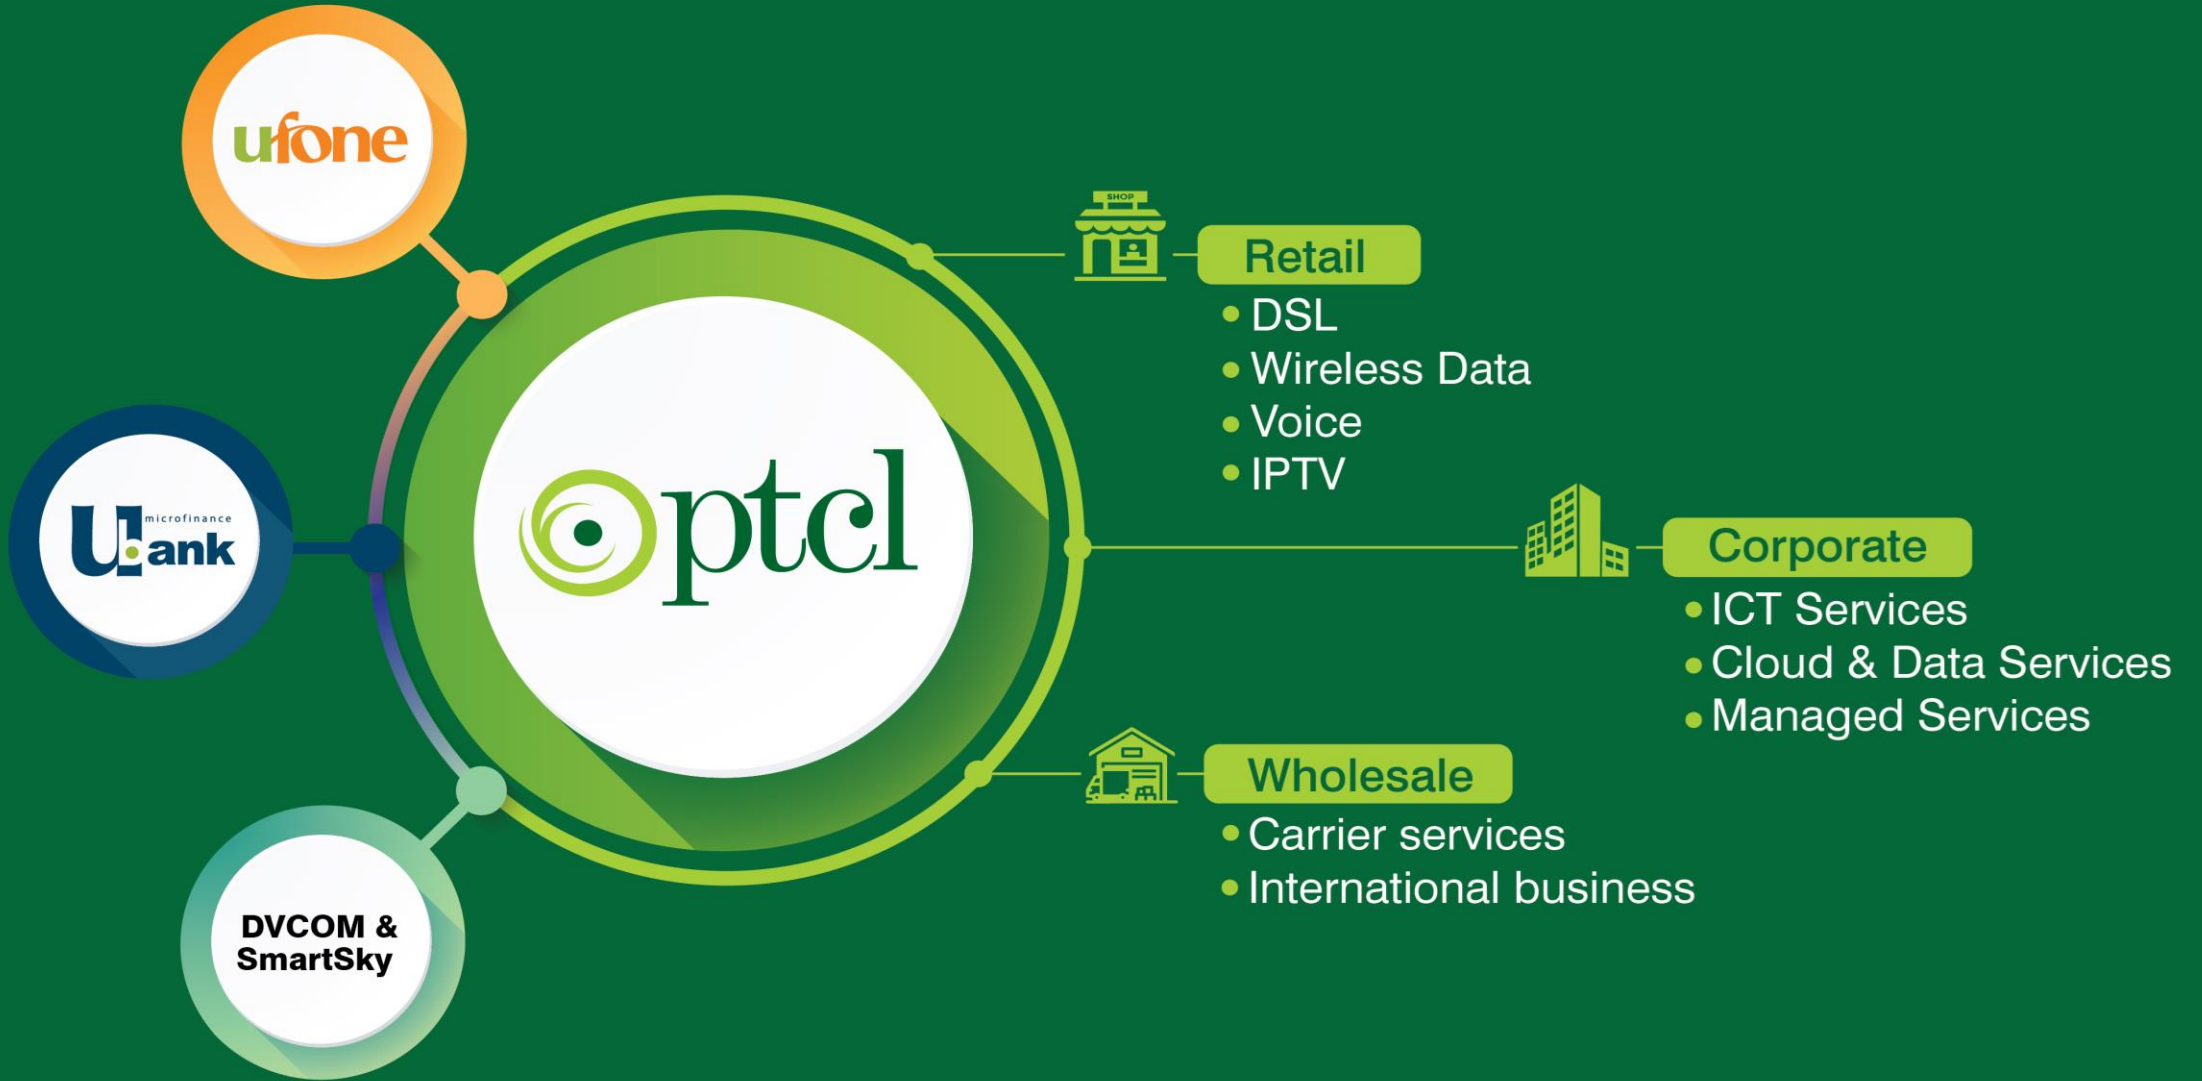 ufone
microfinance
Ubank
DVCOM &
SmartSky
ptcl
SHOP
Retail
DSL
Wireless Data
Voice
IPTV
Corporate
ICT Services
Cloud & Data Services
Managed Services
Wholesale
Carrier services
International business